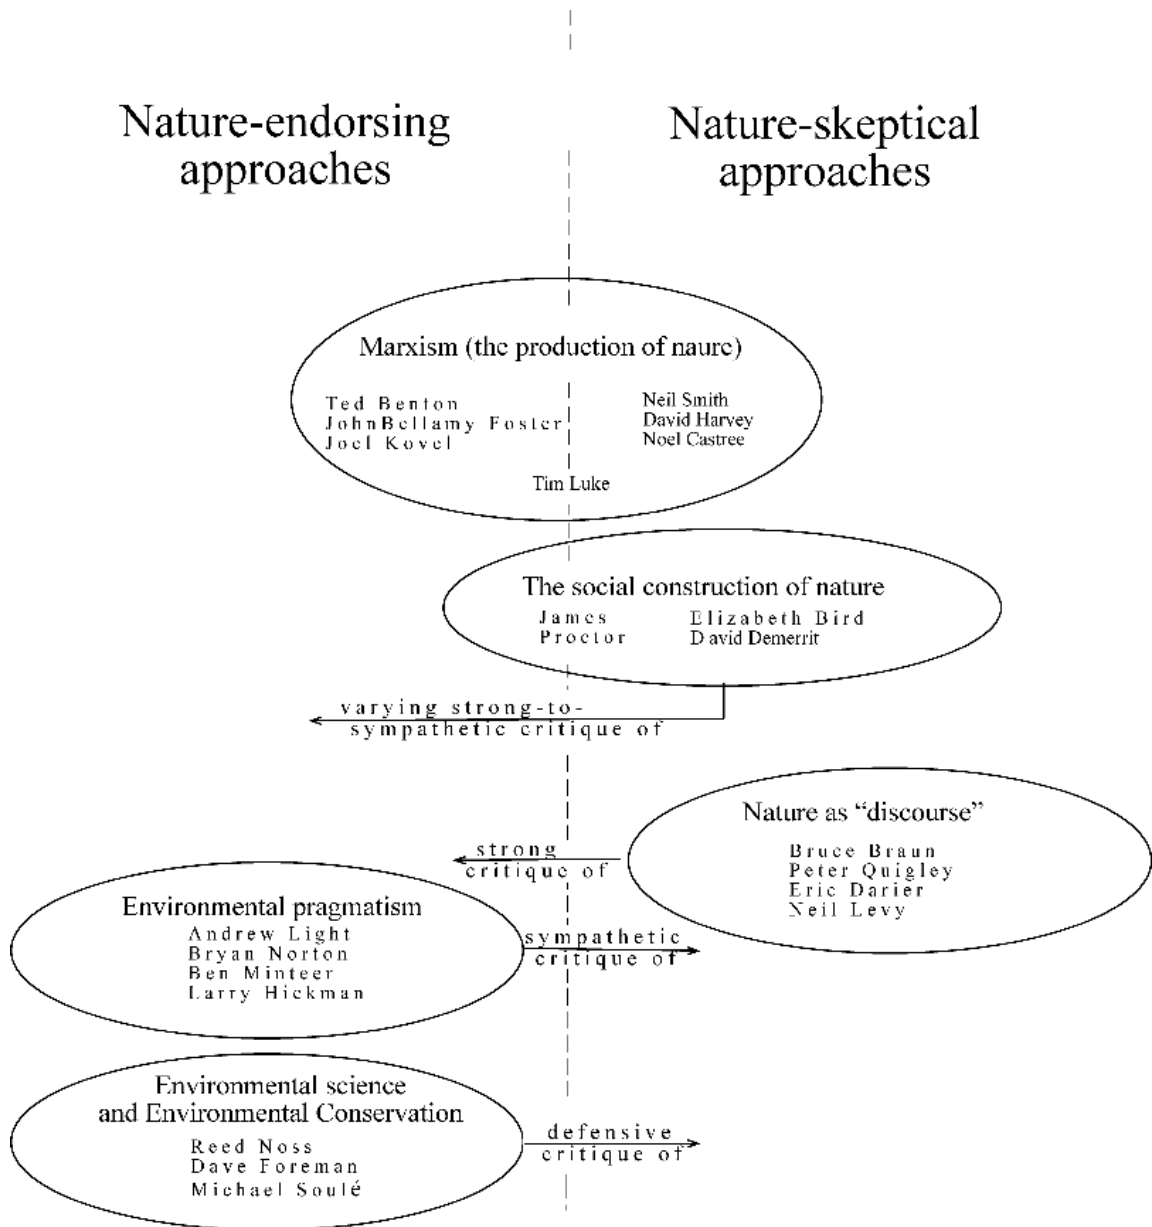 Nature-endorsing
approaches
Nature-skeptical
approaches
Marxism (the production of naure)
Ted Benton
JohnBellamy Foster
Joel Kovel
Neil Smith
David Harvey
Noel Castree
Tim Luke
The social construction of nature
James
Proctor
Elizabeth Bird
David Demerrit
varying strong-to-
sympathetic critique of
Nature as “discourse”
Bruce Braun
Peter Quigley
Eric Darier
Neil Levy
strong
critique of
Environmental pragmatism
Andrew Light
Bryan Norton
Ben Minteer
Larry Hickman
sympathetic
critique of
Environmental science
and Environmental Conservation
Reed Noss
Dave Foreman
Michael Soulé
defensive
critique of